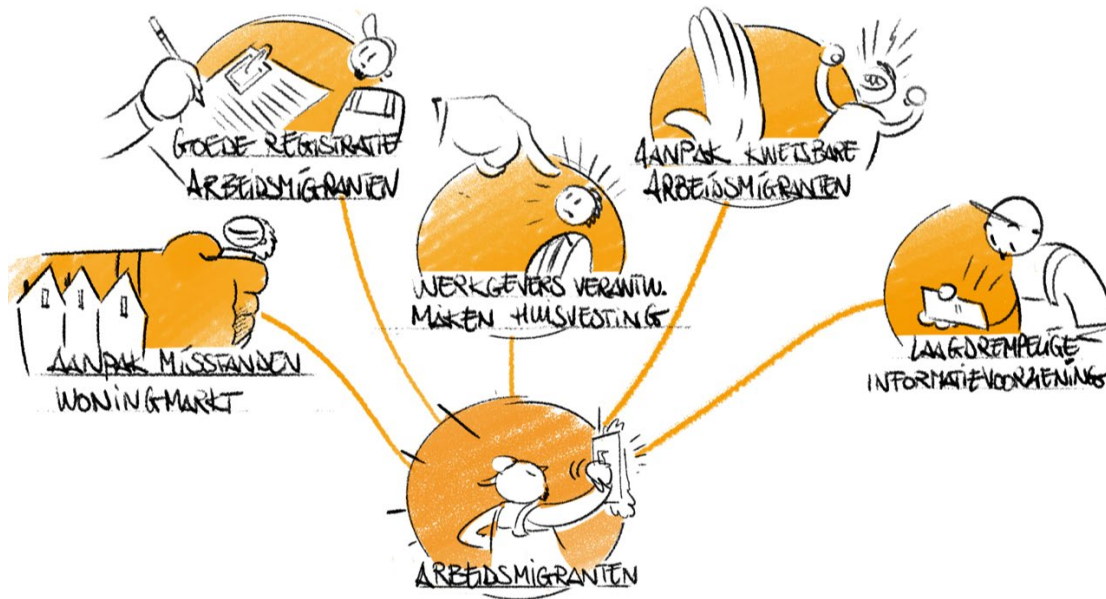 GOEDE REGISTRATIE
ARBEIDSMIGRANTEN
AANPAK KWETSBARE
ARBEIDSMIGRANTEN
WERKGEVERS VERANTW.
MAKEN HUISVESTING
AANPAK MISSTANDEN
WONINGMARKT
LAAGDREMPELIGE
INFORMATIEVOORZIENING
ARBEIDSMIGRANTEN